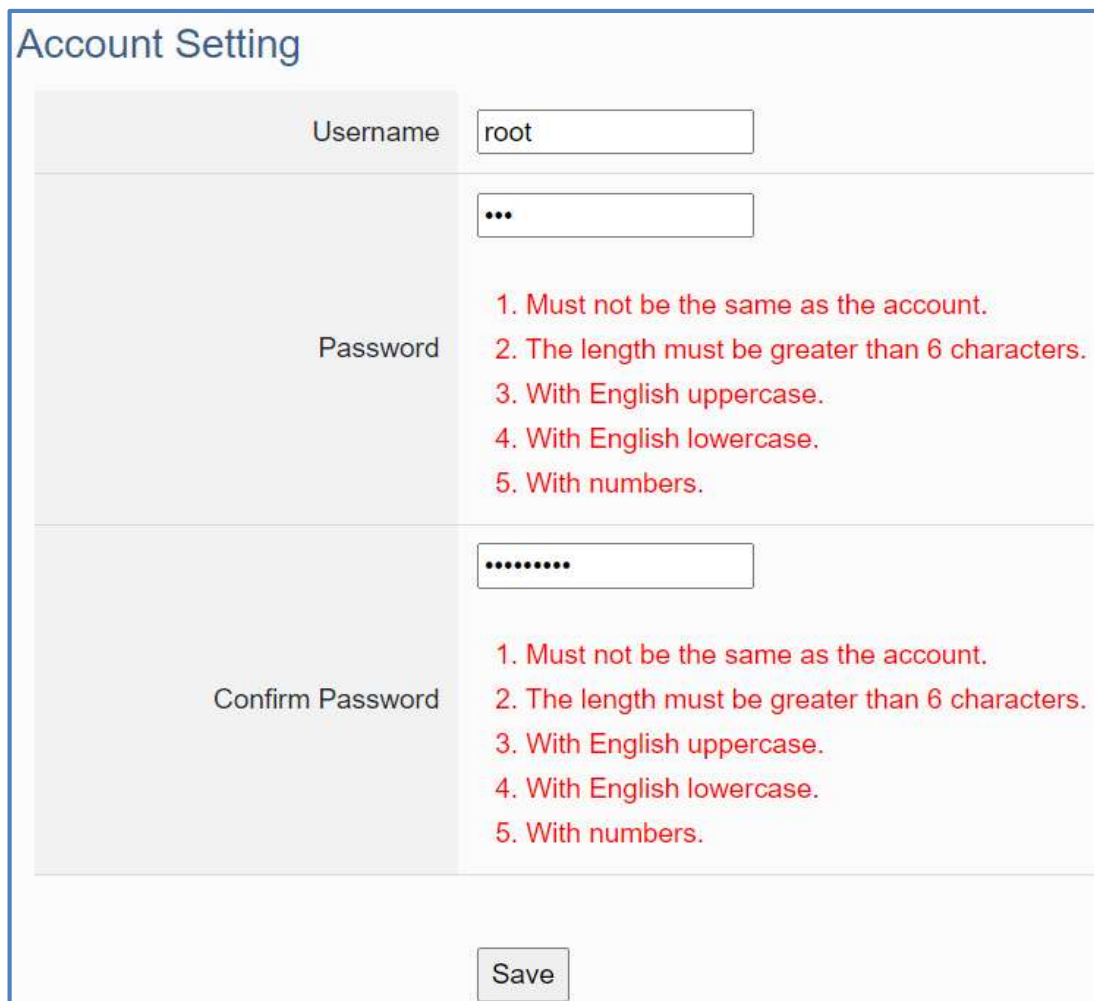 Account Setting
Username
root
•••
Password
1. Must not be the same as the account.
2. The length must be greater than 6 characters.
3. With English uppercase.
4. With English lowercase.
5. With numbers.
•••••••••
Confirm Password
1. Must not be the same as the account.
2. The length must be greater than 6 characters.
3. With English uppercase.
4. With English lowercase.
5. With numbers.
Save